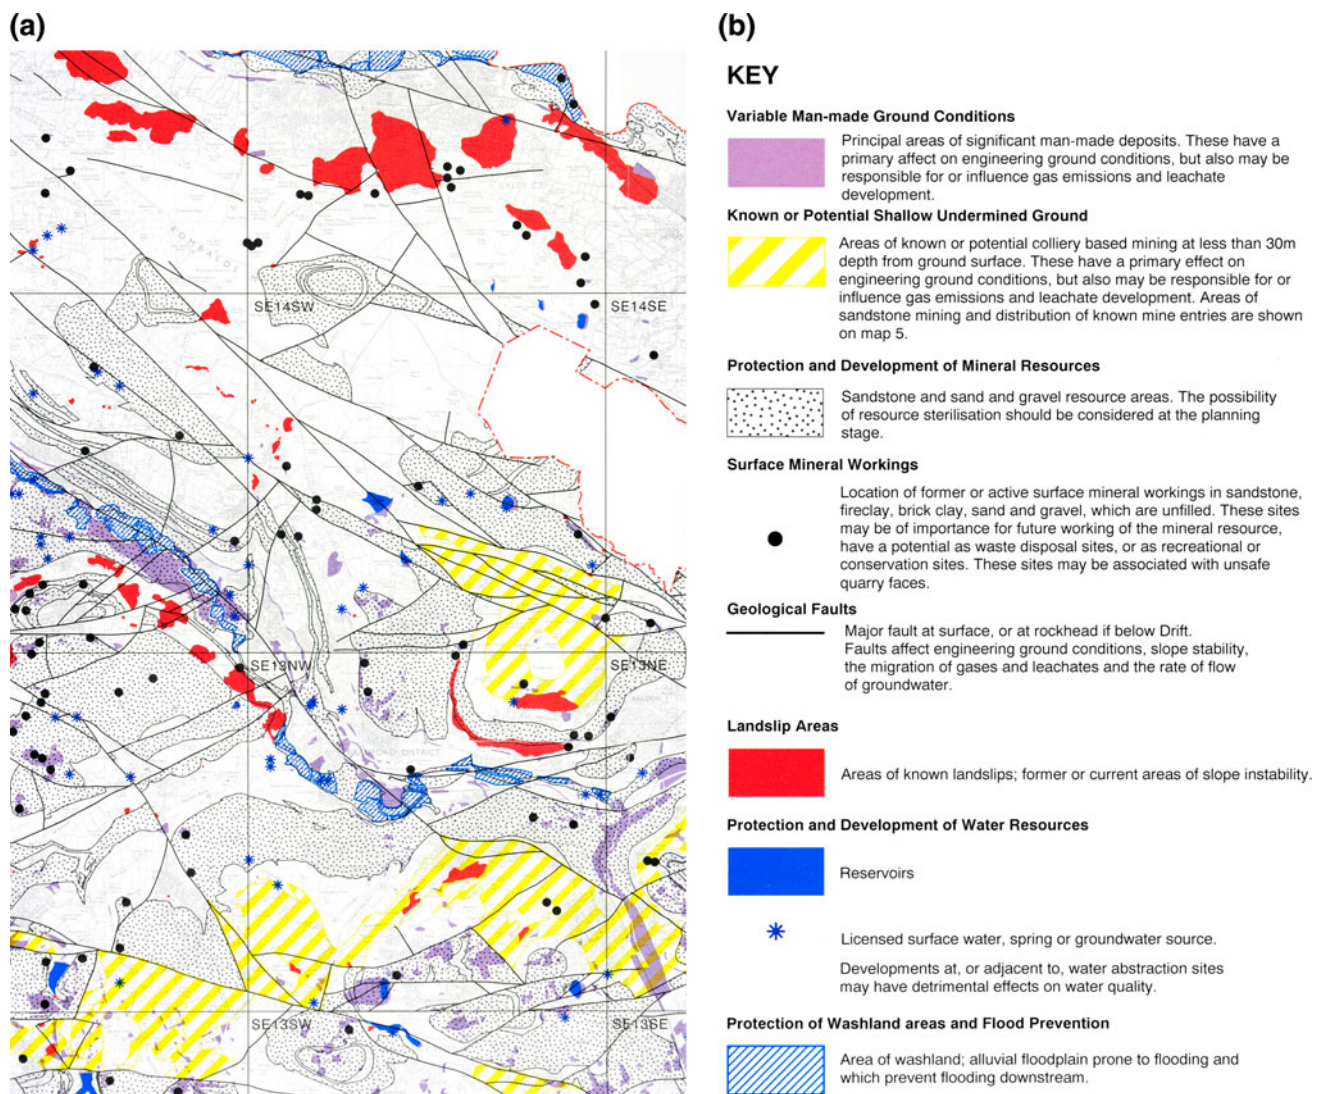 (a)
(b)
KEY
Variable Man-made Ground Conditions
Principal areas of significant man-made deposits. These have a
primary affect on engineering ground conditions, but also may be
responsible for or influence gas emissions and leachate
development.
Known or Potential Shallow Undermined Ground
Areas of known or potential colliery based mining at less than 30m
depth from ground surface. These have a primary effect on
engineering ground conditions, but also may be responsible for or
influence gas emissions and leachate development. Areas of
sandstone mining and distribution of known mine entries are shown
on map 5.
Protection and Development of Mineral Resources
Sandstone and sand and gravel resource areas. The possibility
of resource sterilisation should be considered at the planning
stage.
Surface Mineral Workings
Location of former or active surface mineral workings in sandstone,
fireclay, brick clay, sand and gravel, which are unfilled. These sites
may be of importance for future working of the mineral resource,
have a potential as waste disposal sites, or as recreational or
conservation sites. These sites may be associated with unsafe
quarry faces.
Geological Faults
Major fault at surface, or at rockhead if below Drift.
Faults affect engineering ground conditions, slope stability,
the migration of gases and leachates and the rate of flow
of groundwater.
Landslip Areas
Areas of known landslips; former or current areas of slope instability.
Protection and Development of Water Resources
Reservoirs
Licensed surface water, spring or groundwater source.
Developments at, or adjacent to, water abstraction sites
may have detrimental effects on water quality.
Protection of Washland areas and Flood Prevention
Area of washland; alluvial floodplain prone to flooding and
which prevent flooding downstream.
ROMBALDS
SE14SW
SE14SE
SE13NW
SE13NE
DISTRICT
SE13SW
SE13SE